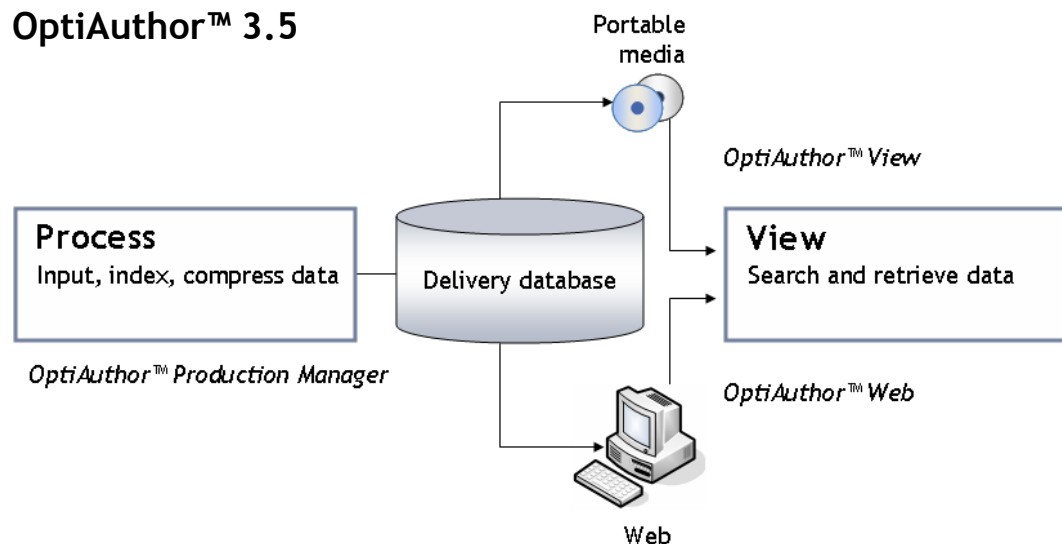 OptiAuthor™ 3.5
Portable
media
OptiAuthor™ View
Process
Input, index, compress data
Delivery database
View
Search and retrieve data
OptiAuthor™ Production Manager
OptiAuthor™ Web
Web